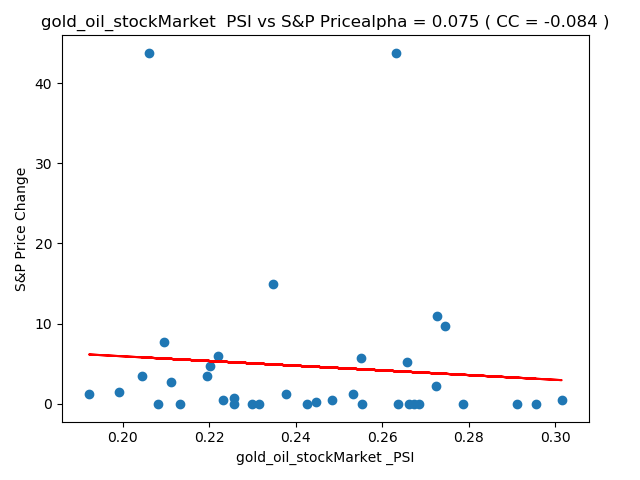 gold_oil_stockMarket  PSI vs S&P Pricealpha = 0.075 ( CC = -0.084 )
40
30
20
10
0
S&P Price Change
0.20 0.22 0.24 0.26 0.28 0.30
gold_oil_stockMarket _PSI